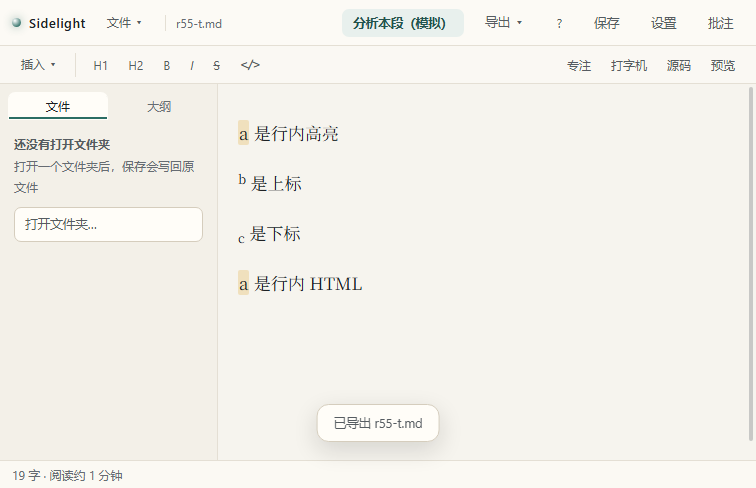 Sidelight 文件 ▾ r55-t.md 分析本段（模拟） 导出 ▾ ? 保存 设置 批注
插入 ▾ H1 H2 B I S </> 专注 打字机 源码 预览
文件 大纲
还没有打开文件夹
打开一个文件夹后，保存会写回原
文件
打开文件夹...
a 是行内高亮
b 是上标
c 是下标
a 是行内 HTML
已导出 r55-t.md
19 字 · 阅读约 1 分钟